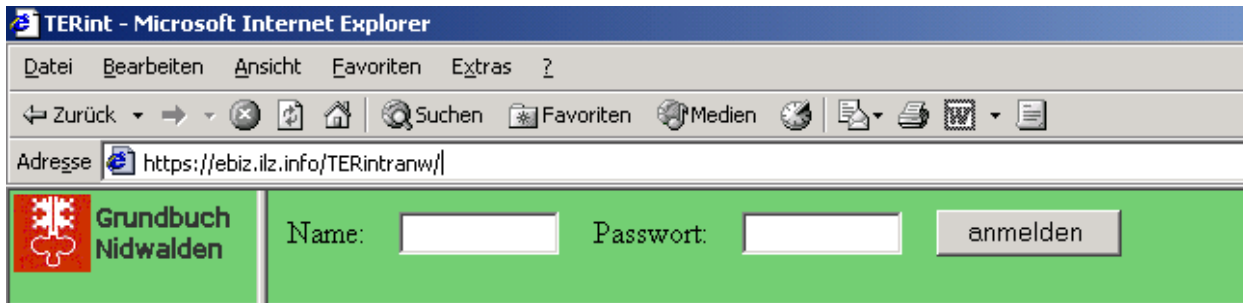 TERint - Microsoft Internet Explorer
Datei Bearbeiten Ansicht Favoriten Extras ?
Zurück Suchen Favoriten Medien
Adresse https://ebiz.ilz.info/TERintranw/
Grundbuch
Nidwalden
Name: Passwort: anmelden